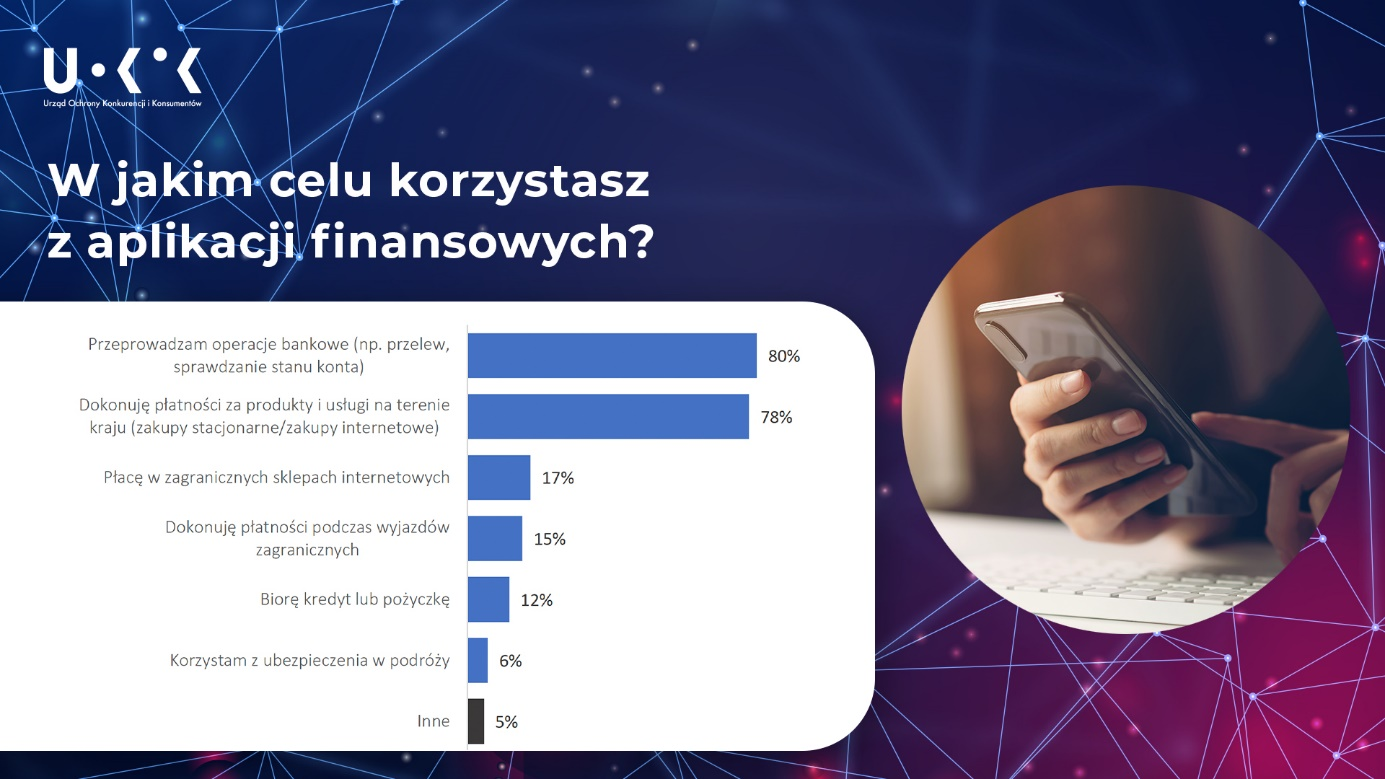 U·K·K
Urząd Ochrony Konkurencji i Konsumentów
W jakim celu korzystasz
z aplikacji finansowych?
Przeprowadzam operacje bankowe (np. przelew,
sprawdzanie stanu konta)
80%
Dokonuję płatności za produkty i usługi na terenie
kraju (zakupy stacjonarne/zakupy internetowe)
78%
Płacę w zagranicznych sklepach internetowych
17%
Dokonuję płatności podczas wyjazdów
zagranicznych
15%
Biorę kredyt lub pożyczkę
12%
Korzystam z ubezpieczenia w podróży
6%
Inne
5%